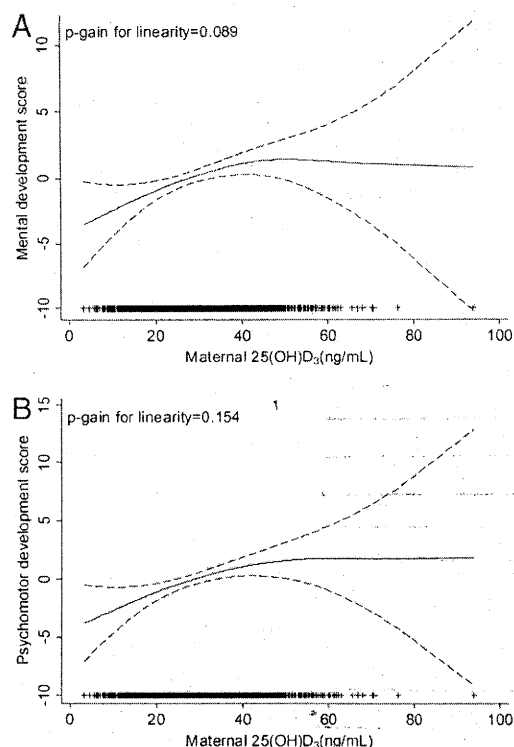 A
p-gain for linearity=0.089
Mental development score
10
5
0
-5
-10
0 20 40 60 80 100
Maternal 25(OH)D₃(ng/mL)
B
p-gain for linearity=0.154
Psychomotor development score
15
10
5
0
-5
-10
0 20 40 60 80 100
Maternal 25(OH)D₃(ng/mL)